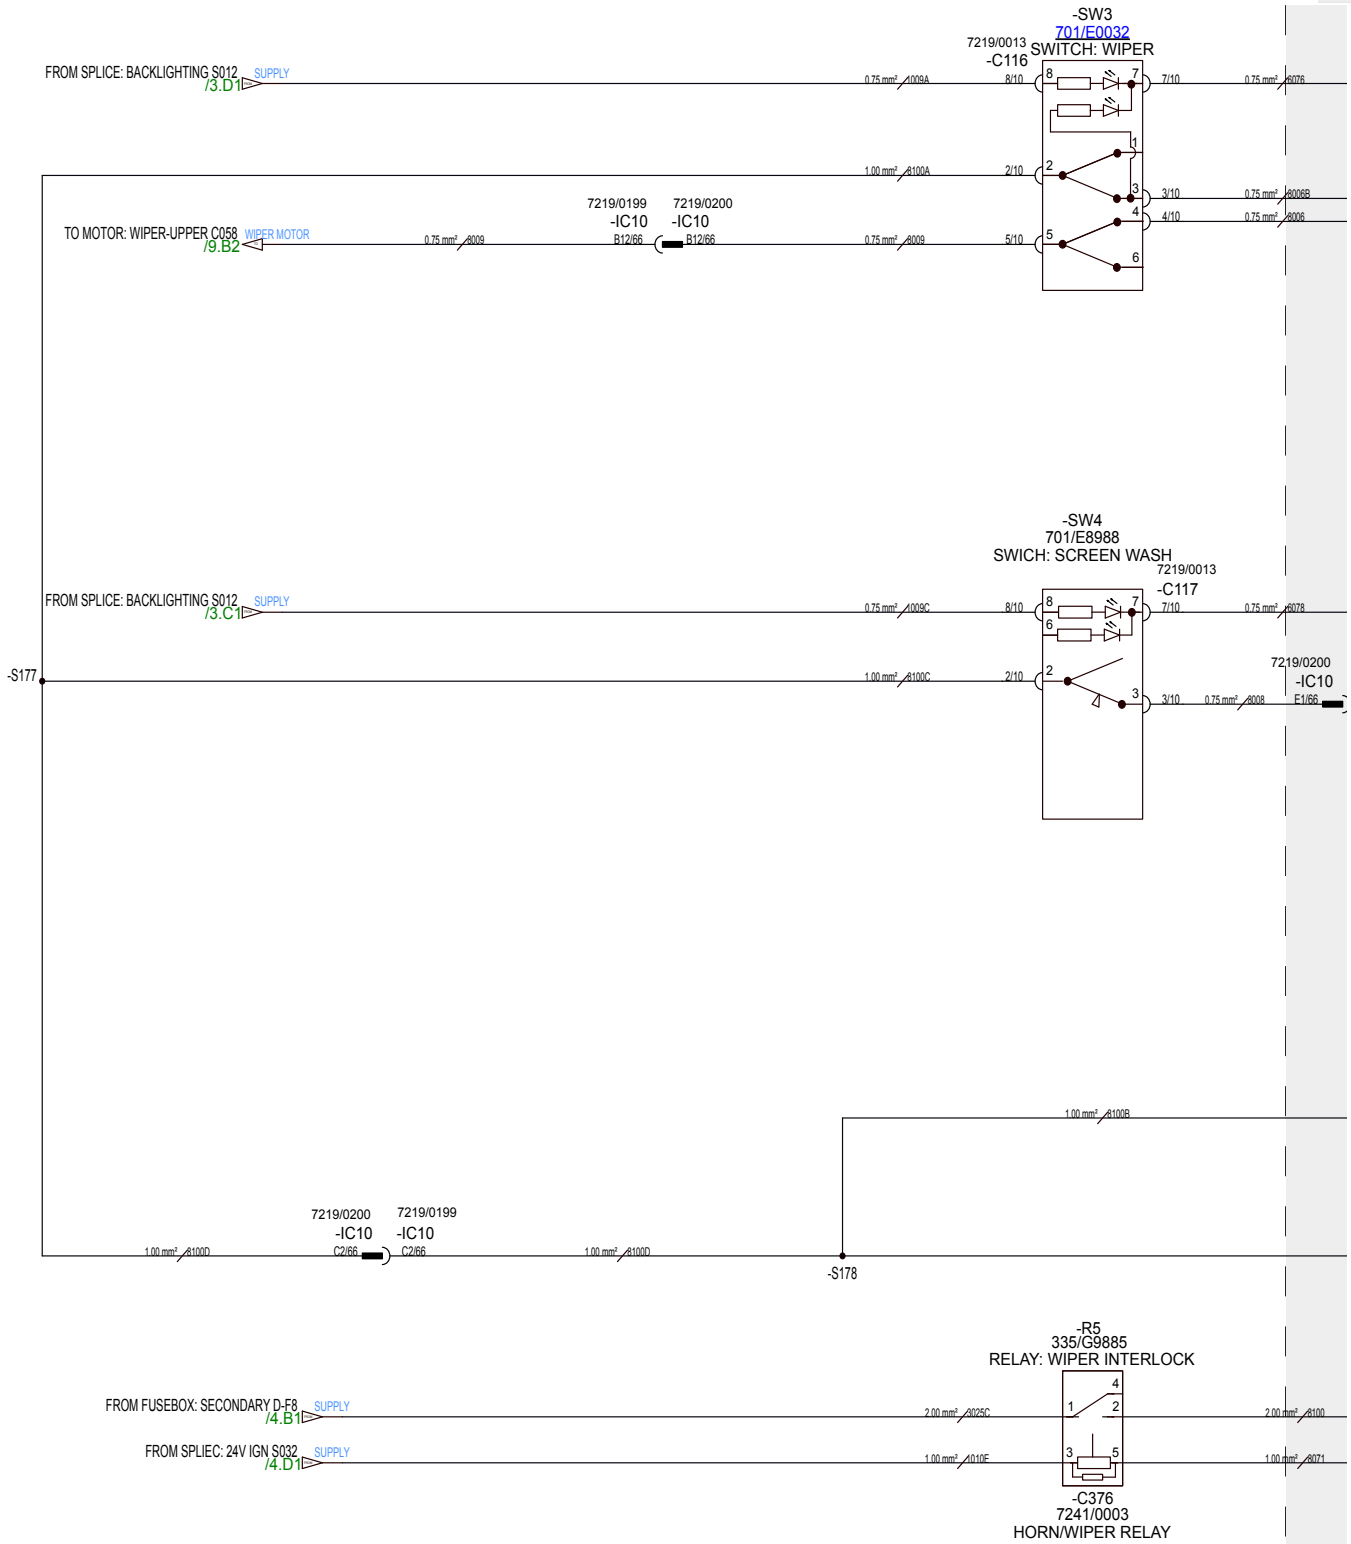 -SW3
701/E0032
7219/0013
SWITCH: WIPER
-C116
FROM SPLICE: BACKLIGHTING S012
SUPPLY
/3.D1
0.75 mm²
1009A
8/10
8
7
7/10
0.75 mm²
6076
1
1.00 mm²
8100A
2/10
2
3
3/10
0.75 mm²
8006B
7219/0199
7219/0200
-IC10
-IC10
4
4/10
0.75 mm²
8006
TO MOTOR: WIPER-UPPER C058
WIPER MOTOR
/9.B2
0.75 mm²
8009
B12/66
B12/66
0.75 mm²
8009
5/10
5
6
-SW4
701/E8988
SWICH: SCREEN WASH
7219/0013
-C117
FROM SPLICE: BACKLIGHTING S012
SUPPLY
/3.C1
0.75 mm²
1009C
8/10
8
7
7/10
0.75 mm²
6078
6
-S177
1.00 mm²
8100C
2/10
2
7219/0200
-IC10
3
3/10
0.75 mm²
8008
E1/66
1.00 mm²
8100B
7219/0200
7219/0199
-IC10
-IC10
1.00 mm²
8100D
C2/66
C2/66
1.00 mm²
8100D
-S178
-R5
335/G9885
RELAY: WIPER INTERLOCK
4
FROM FUSEBOX: SECONDARY D-F8
SUPPLY
/4.B1
2.00 mm²
3025C
1
2
2.00 mm²
8100
FROM SPLIEC: 24V IGN S032
SUPPLY
/4.D1
1.00 mm²
1010E
3
5
1.00 mm²
8071
-C376
7241/0003
HORN/WIPER RELAY